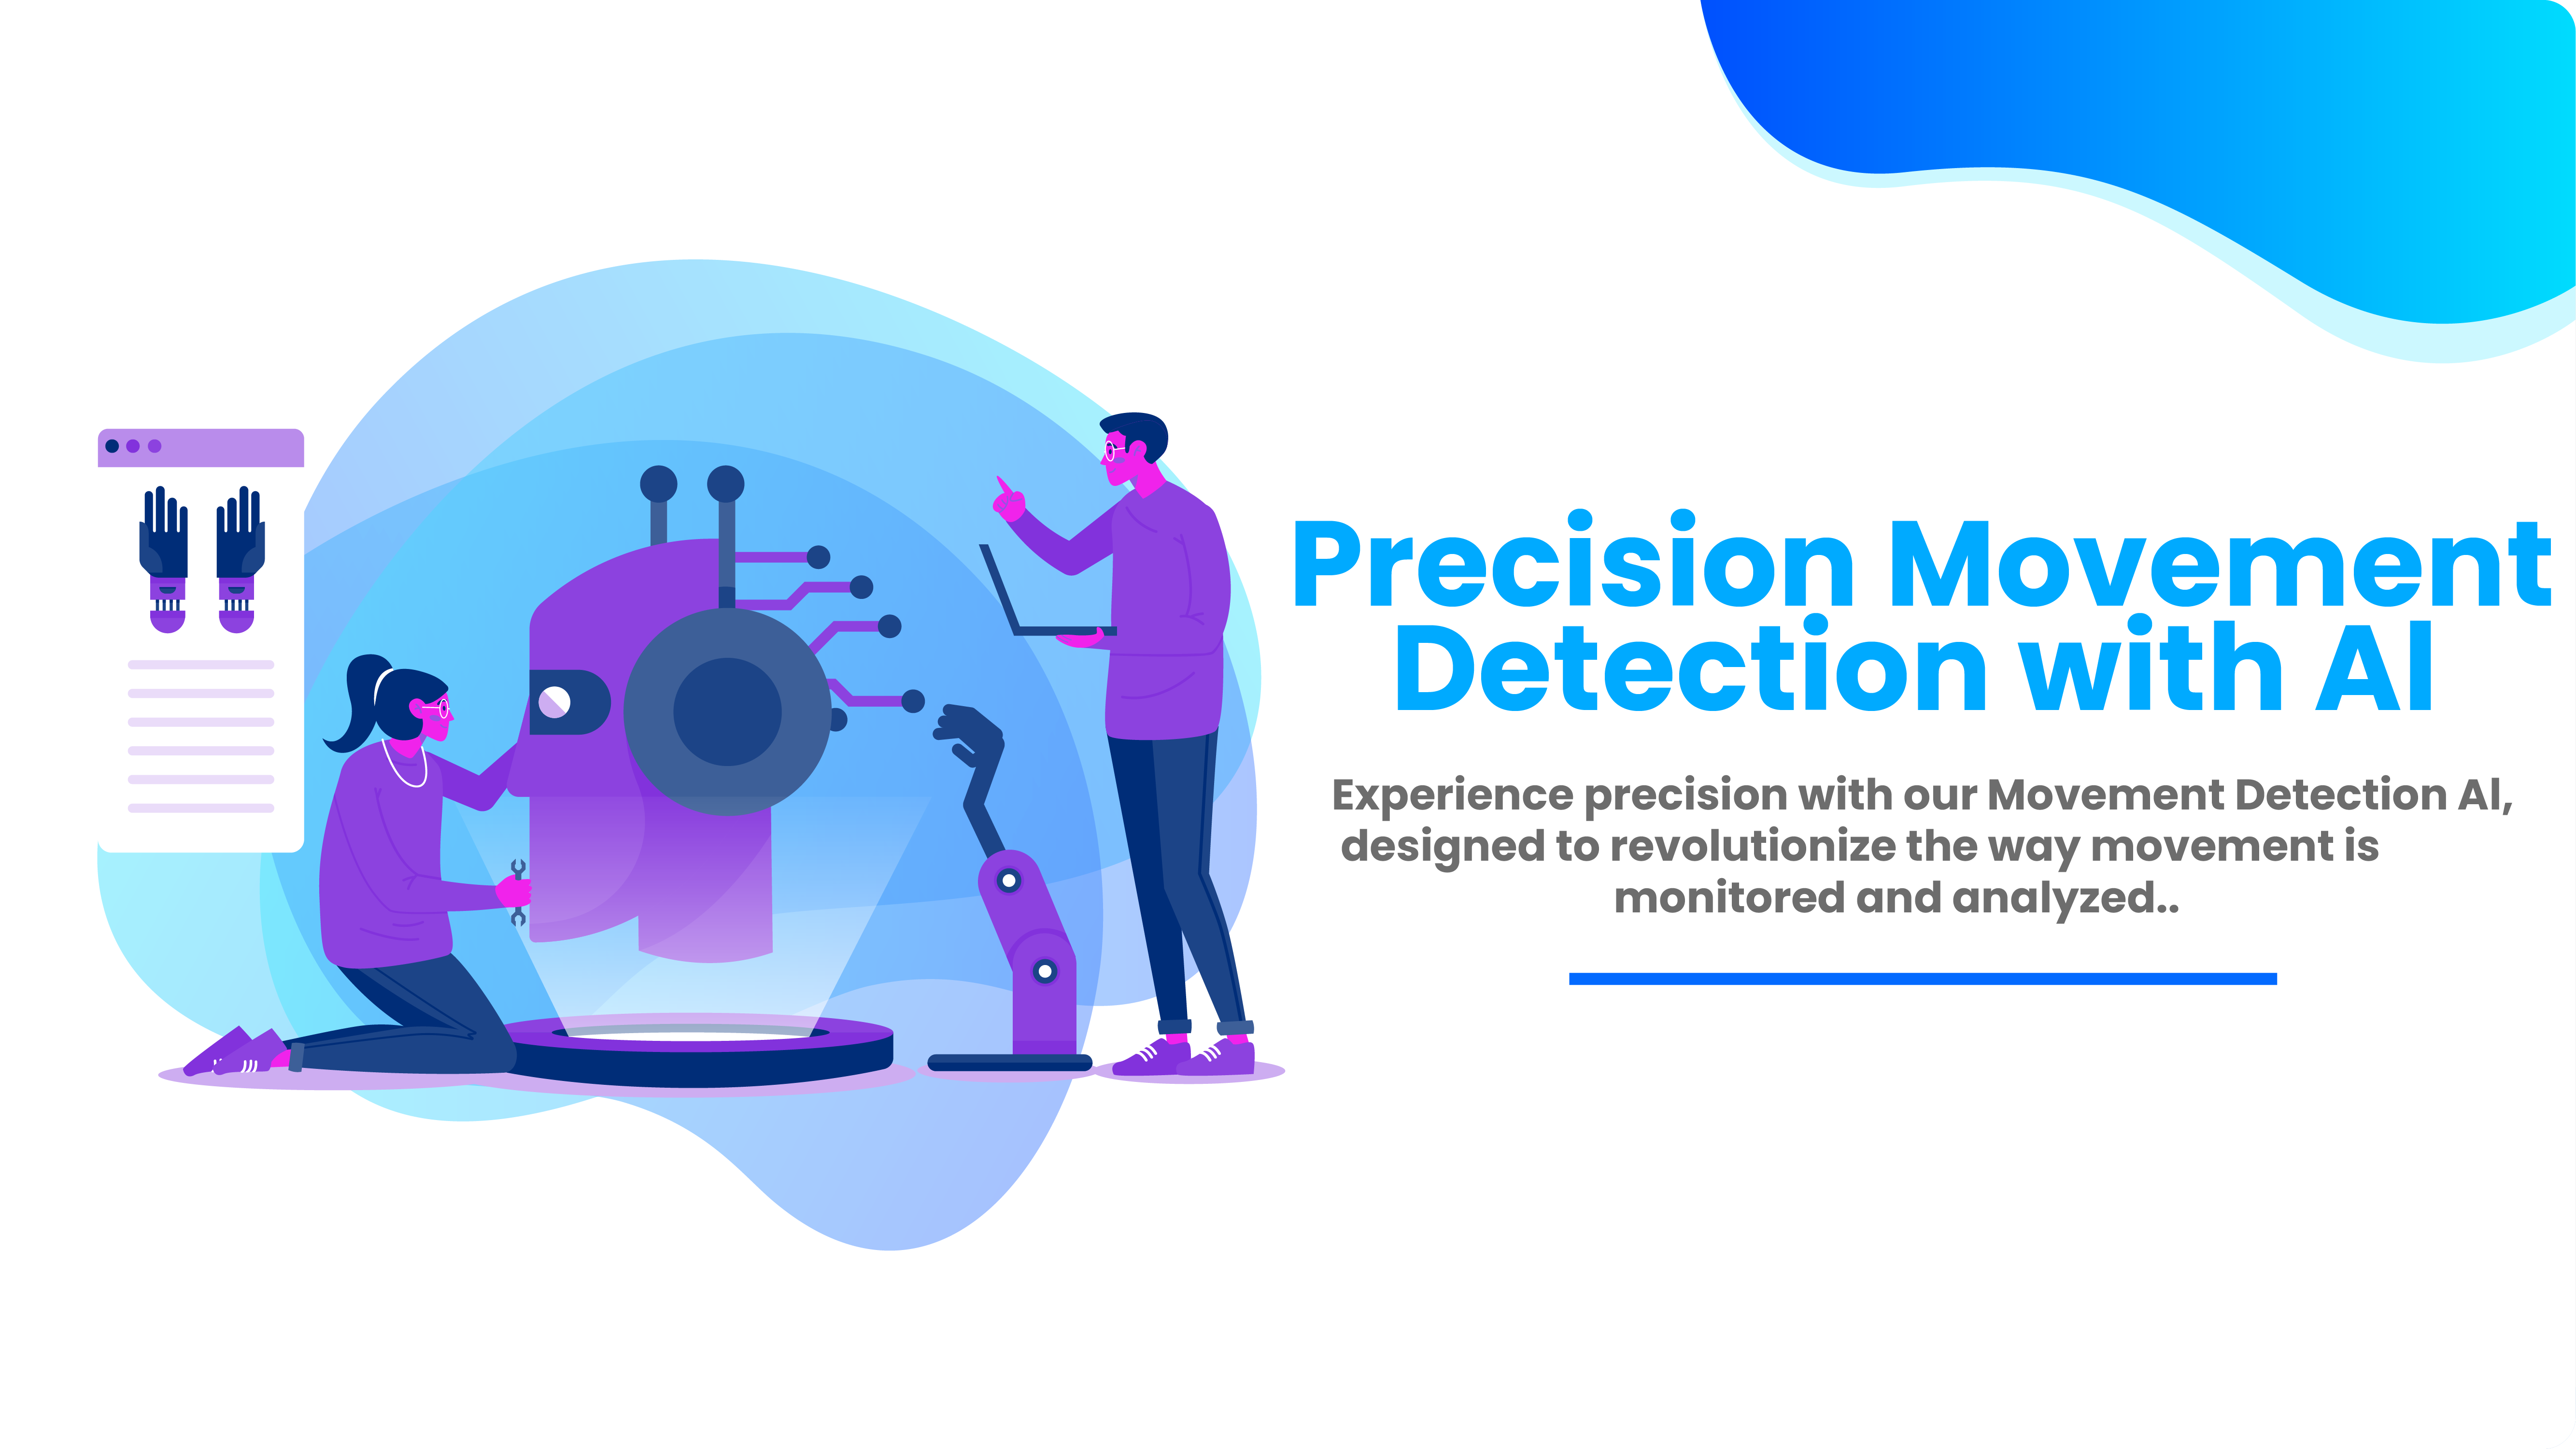 Precision Movement
Detection with AI
Experience precision with our Movement Detection AI,
designed to revolutionize the way movement is
monitored and analyzed..